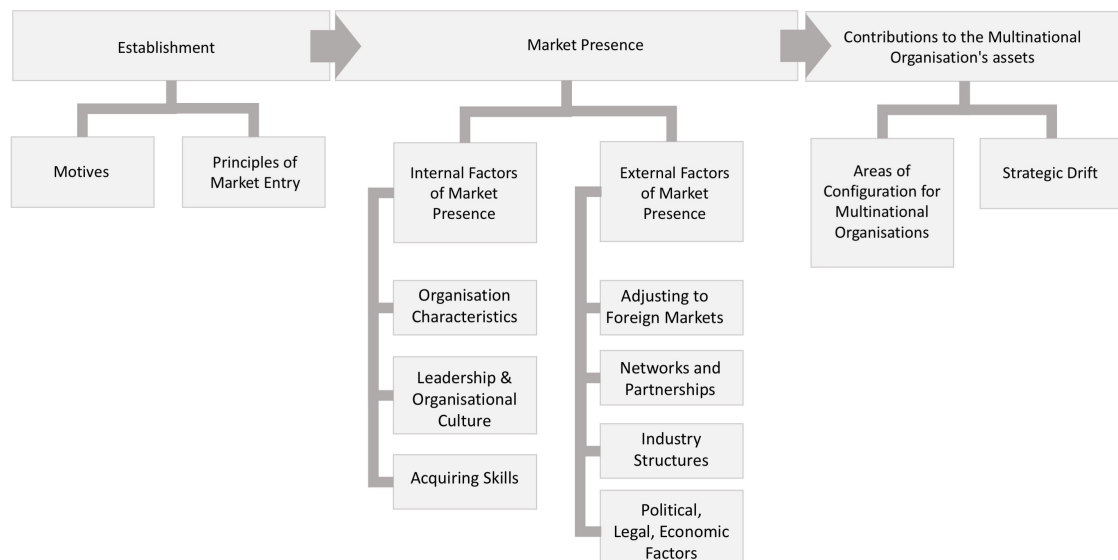 Establishment
Market Presence
Contributions to the Multinational
Organisation's assets
Motives
Principles of
Market Entry
Internal Factors
of Market
Presence
Organisation
Characteristics
Leadership &
Organisational
Culture
Acquiring Skills
External Factors
of Market
Presence
Adjusting to
Foreign Markets
Networks and
Partnerships
Industry
Structures
Political,
Legal, Economic
Factors
Areas of
Configuration for
Multinational
Organisations
Strategic Drift